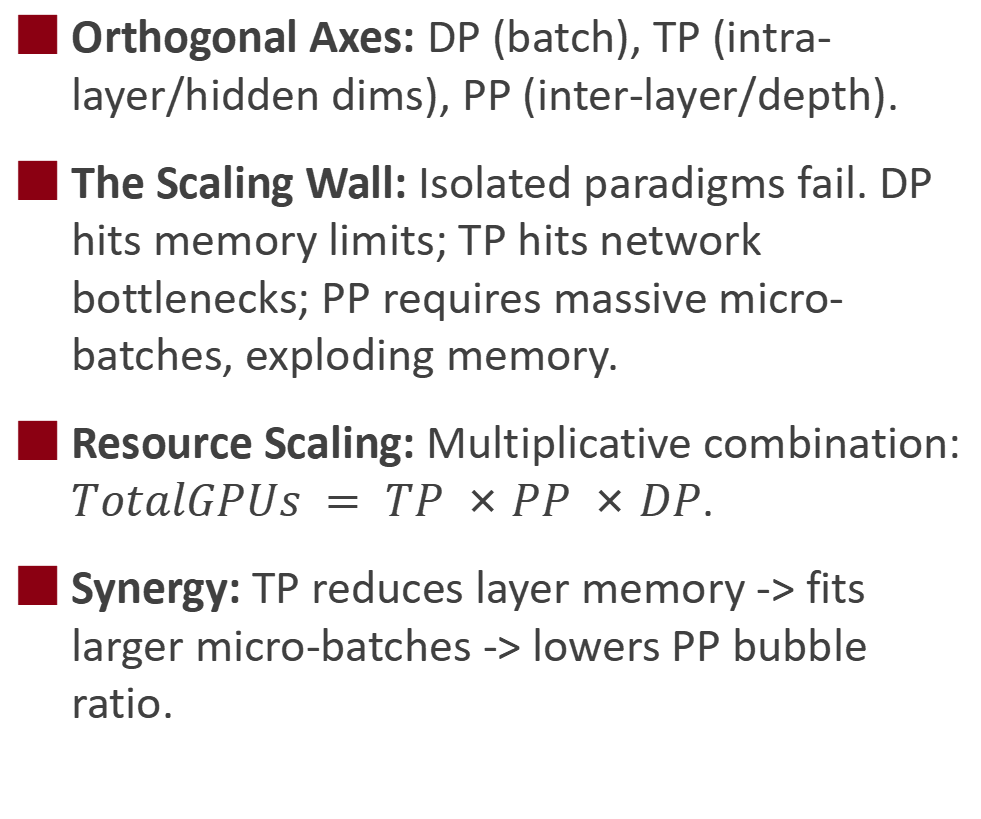 Orthogonal Axes: DP (batch), TP (intra-
layer/hidden dims), PP (inter-layer/depth).
The Scaling Wall: Isolated paradigms fail. DP
hits memory limits; TP hits network
bottlenecks; PP requires massive micro-
batches, exploding memory.
Resource Scaling: Multiplicative combination:
TotalGPUs = TP × PP × DP.
Synergy: TP reduces layer memory -> fits
larger micro-batches -> lowers PP bubble
ratio.